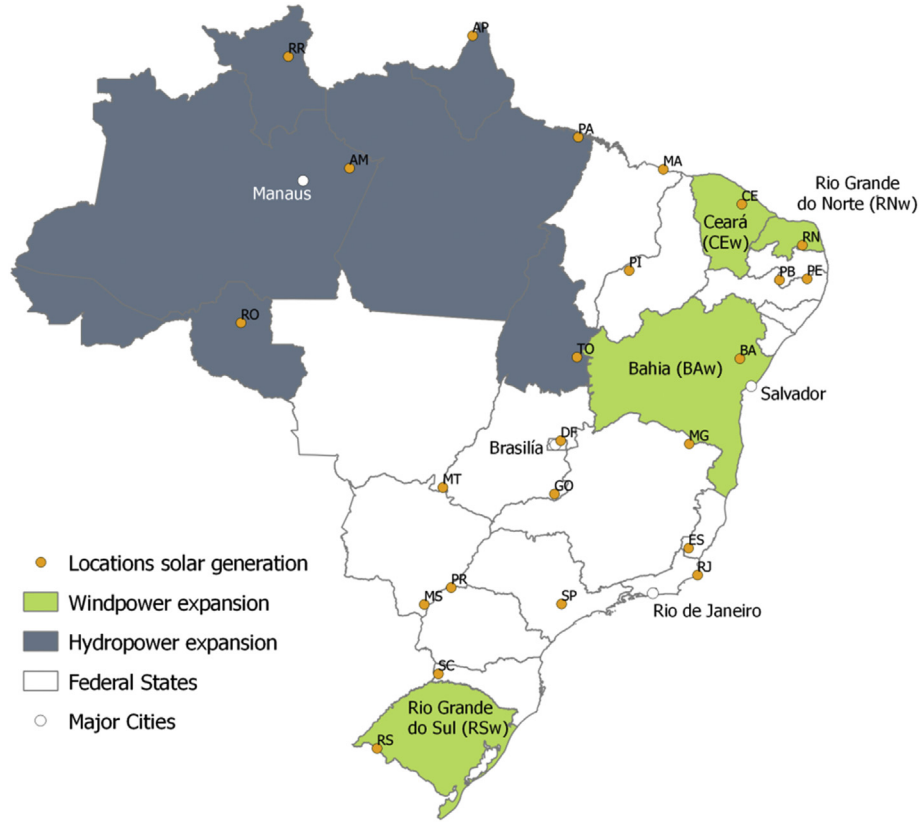 AP
RR
PA
AM
MA
Manaus
Rio Grande
do Norte (RNw)
CE
Ceará
(CEw)
RN
PI
PB
PE
RO
TO
BA
Bahia (BAw)
Salvador
DF
MG
Brasilía
MT
GO
ES
RJ
PR
MS
SP
Rio de Janeiro
SC
Rio Grande
do Sul (RSw)
RS
Locations solar generation
Windpower expansion
Hydropower expansion
Federal States
Major Cities